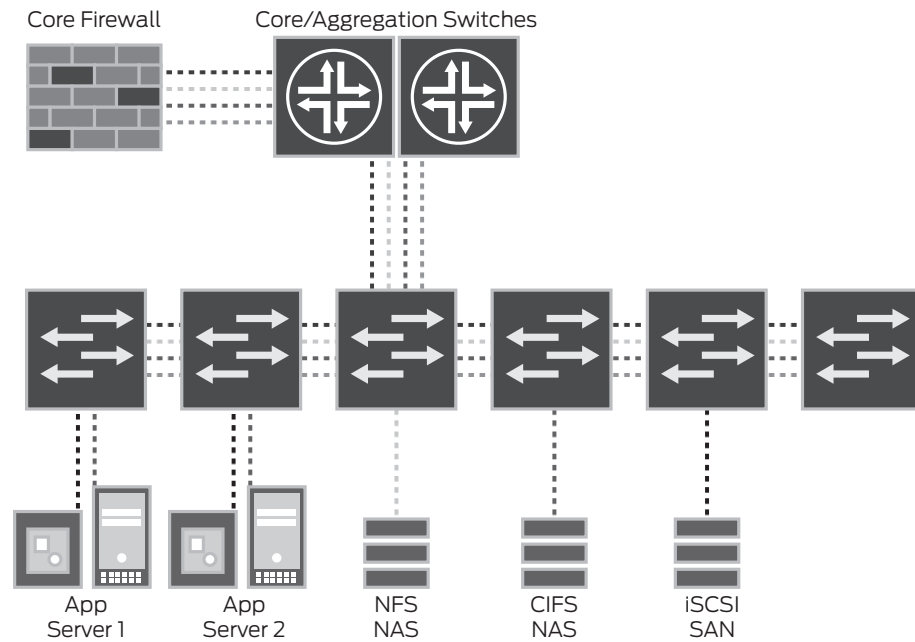 Core Firewall
Core/Aggregation Switches
App
Server 1
App
Server 2
NFS
NAS
CIFS
NAS
iSCSI
SAN